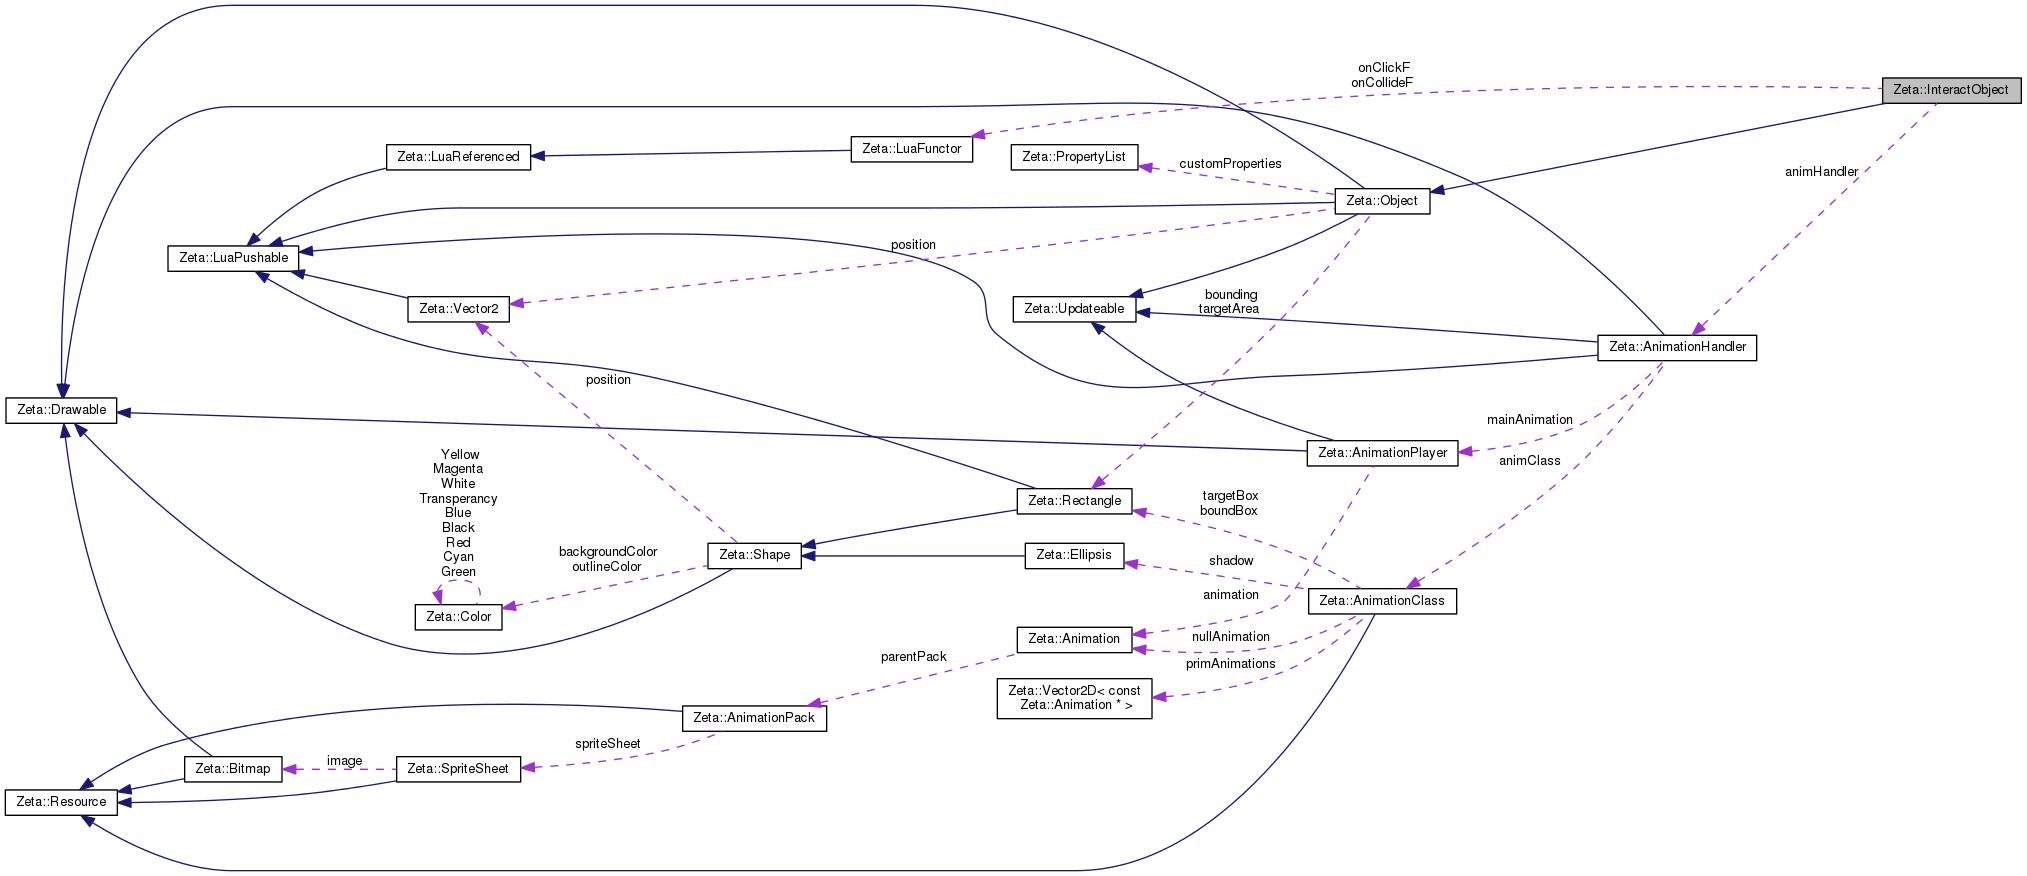 onClickF
onCollideF
Zeta::InteractObject
Zeta::LuaReferenced
Zeta::LuaFunctor
Zeta::PropertyList
customProperties
animHandler
Zeta::Object
Zeta::LuaPushable
position
Zeta::Vector2
Zeta::Updateable
bounding
targetArea
Zeta::AnimationHandler
position
Zeta::Drawable
mainAnimation
Zeta::AnimationPlayer
animClass
Yellow
Magenta
White
Transperancy
Blue
Black
Red
Cyan
Green
Zeta::Rectangle
targetBox
boundBox
backgroundColor
outlineColor
Zeta::Shape
Zeta::Ellipsis
shadow
Zeta::Color
animation
Zeta::AnimationClass
Zeta::Animation
nullAnimation
parentPack
primAnimations
Zeta::Vector2D< const
Zeta::Animation * >
Zeta::AnimationPack
spriteSheet
Zeta::Bitmap
image
Zeta::SpriteSheet
Zeta::Resource